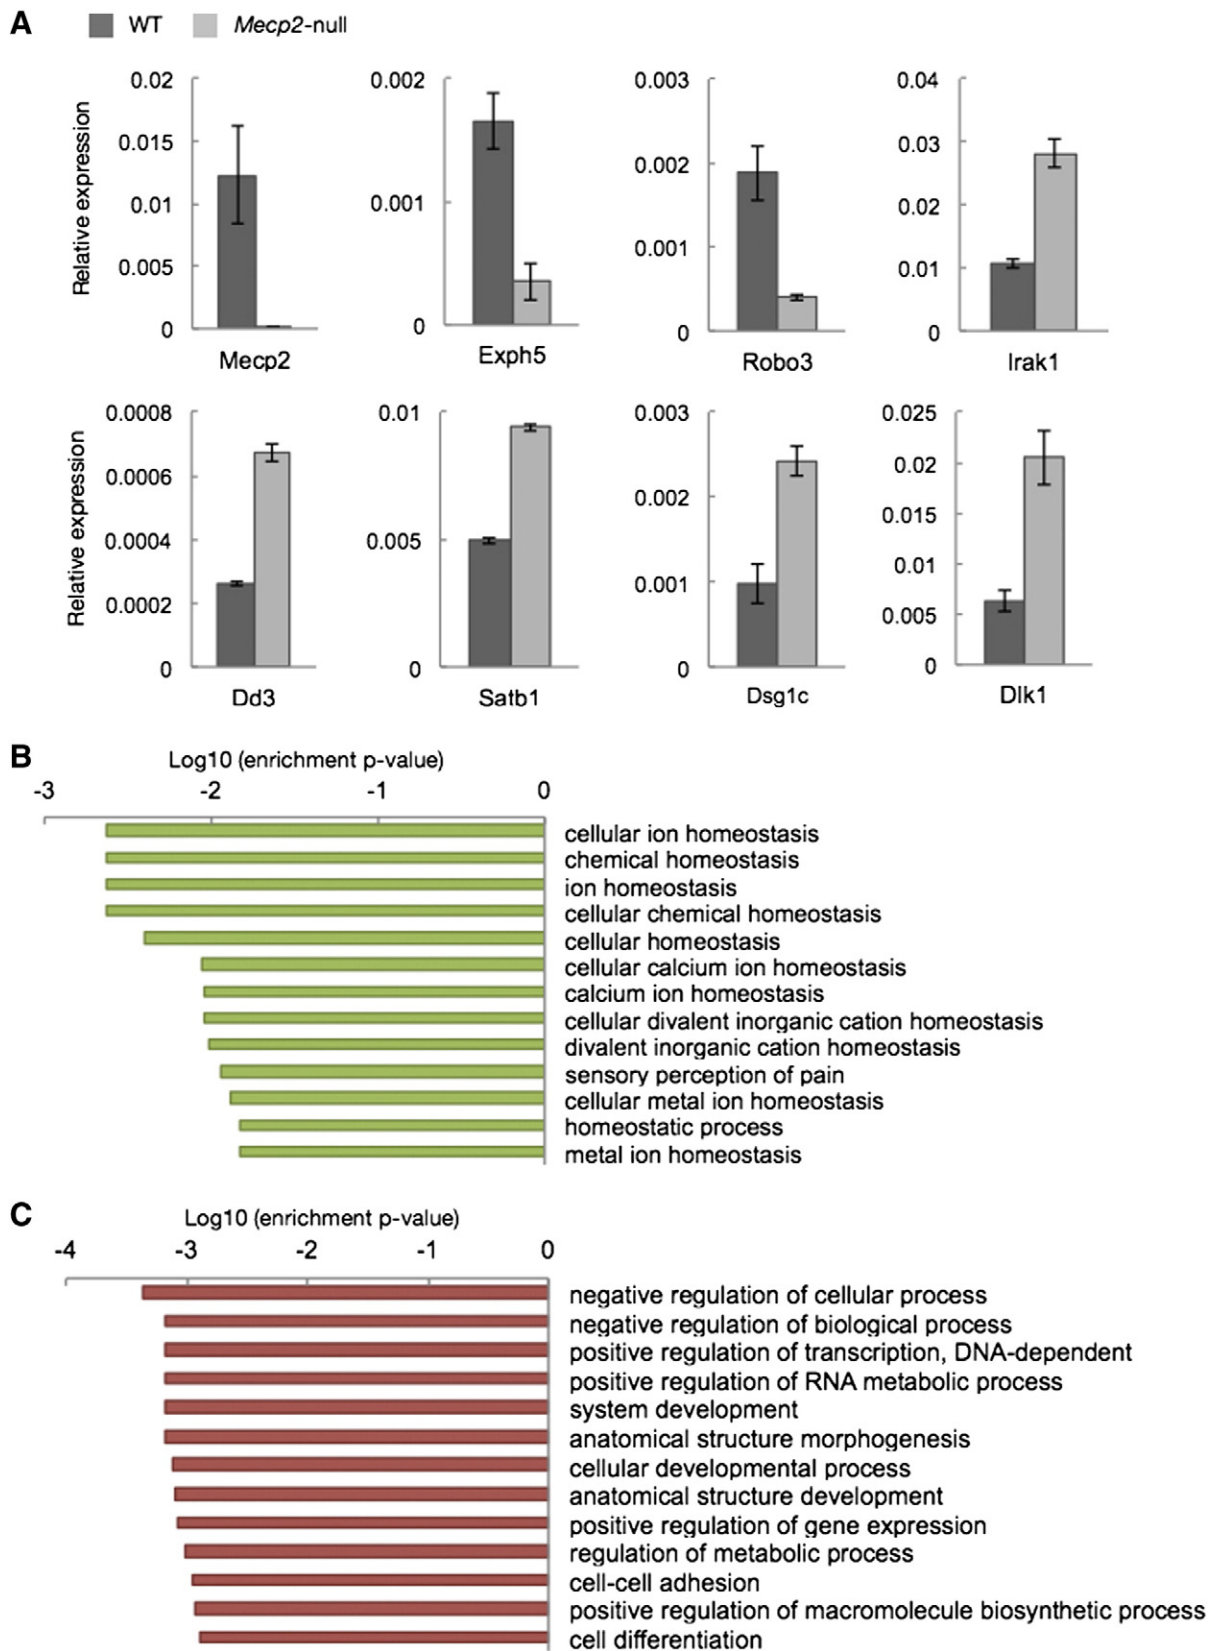 A
WT Mecp2-null
Relative expression
0.02
0.015
0.01
0.005
0
Mecp2
0.002
0.001
0
Exph5
0.003
0.002
0.001
0
Robo3
0.04
0.03
0.02
0.01
0
Irak1
Relative expression
0.0008
0.0006
0.0004
0.0002
0
Dd3
0.01
0.005
0
Satb1
0.003
0.002
0.001
0
Dsg1c
0.025
0.02
0.015
0.01
0.005
0
Dlk1
B
Log10 (enrichment p-value)
-3 -2 -1 0
cellular ion homeostasis
chemical homeostasis
ion homeostasis
cellular chemical homeostasis
cellular homeostasis
cellular calcium ion homeostasis
calcium ion homeostasis
cellular divalent inorganic cation homeostasis
divalent inorganic cation homeostasis
sensory perception of pain
cellular metal ion homeostasis
homeostatic process
metal ion homeostasis
C
Log10 (enrichment p-value)
-4 -3 -2 -1 0
negative regulation of cellular process
negative regulation of biological process
positive regulation of transcription, DNA-dependent
positive regulation of RNA metabolic process
system development
anatomical structure morphogenesis
cellular developmental process
anatomical structure development
positive regulation of gene expression
regulation of metabolic process
cell-cell adhesion
positive regulation of macromolecule biosynthetic process
cell differentiation